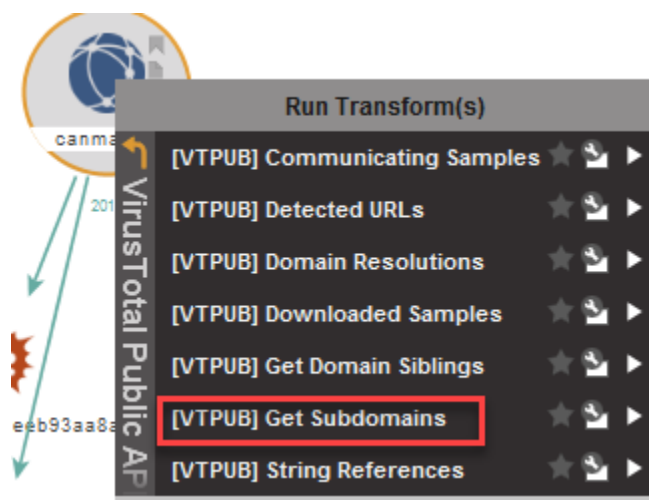 Run Transform(s)
canma
201
VirusTotal Public API
[VTPUB] Communicating Samples
[VTPUB] Detected URLs
[VTPUB] Domain Resolutions
[VTPUB] Downloaded Samples
[VTPUB] Get Domain Siblings
eeb93aa8a
[VTPUB] Get Subdomains
[VTPUB] String References